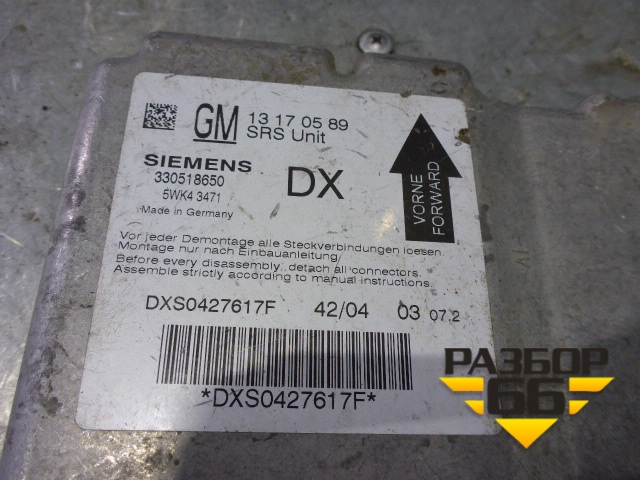 GM 13 17 05 89
SRS Unit
SIEMENS
330518650
5WK4 3471
Made in Germany
DX
VORNE
FORWARD
Vor jeder Demontage alle Steckverbindungen loesen.
Montage nur nach Einbauanleitung
Before every disassembly, detach all connectors.
Assemble strictly according to manual instructions.
DXS0427617F 42/04 03 07.2
*DXS0427617F*
РАЗБОР
66